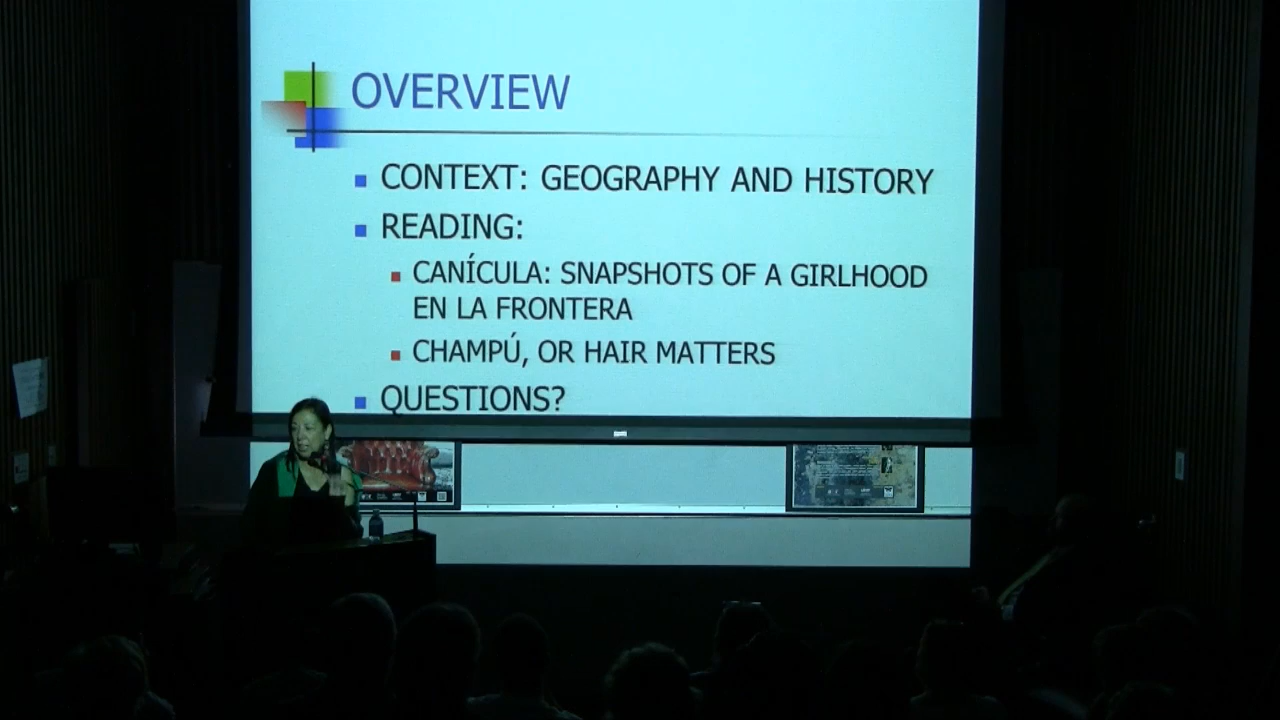 OVERVIEW
CONTEXT: GEOGRAPHY AND HISTORY
READING:
CANÍCULA: SNAPSHOTS OF A GIRLHOOD
EN LA FRONTERA
CHAMPÚ, OR HAIR MATTERS
QUESTIONS?